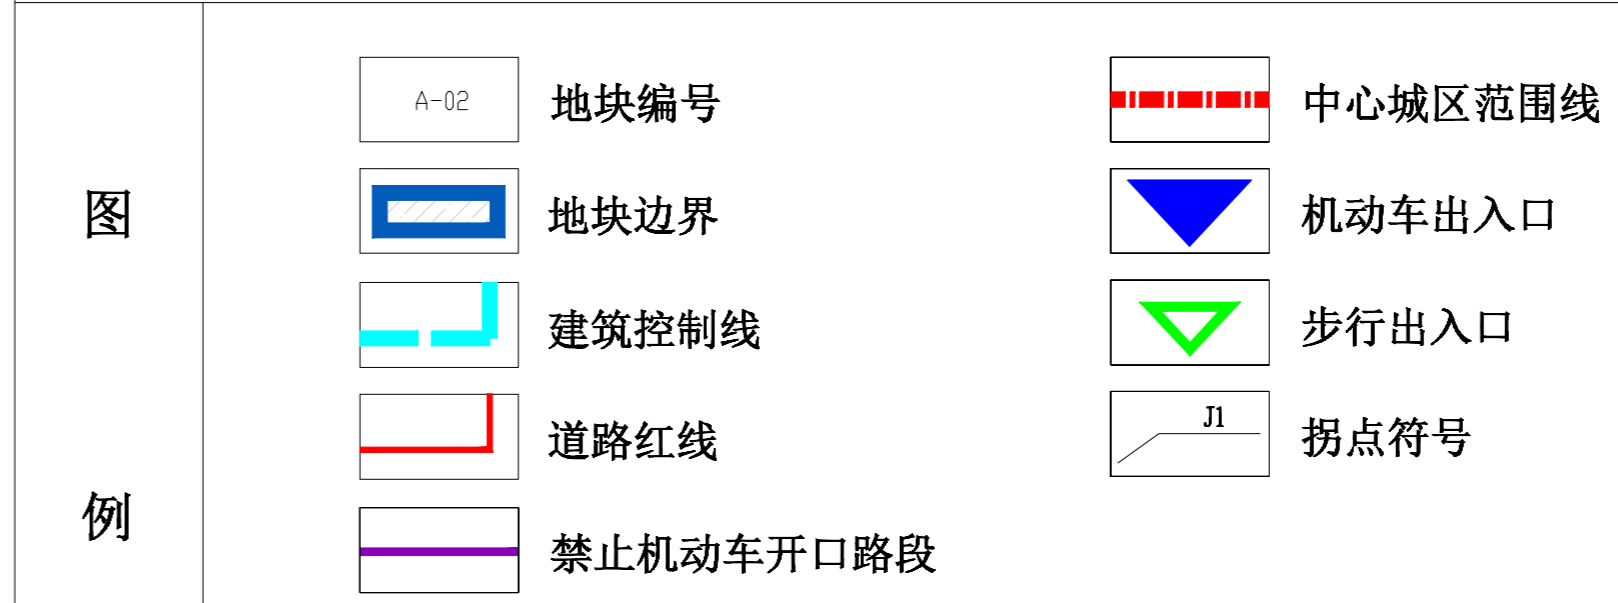 图
例
A-02 地块编号
地块边界
建筑控制线
道路红线
禁止机动车开口路段
中心城区范围线
机动车出入口
步行出入口
J1 拐点符号